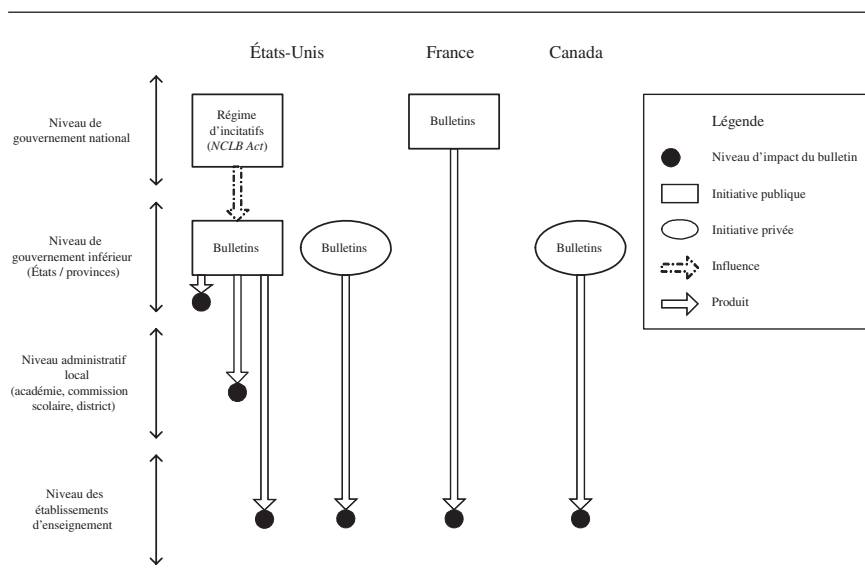 États-Unis
France
Canada
Niveau de
gouvernement national
Régime
d'incitatifs
(NCLB Act)
Bulletins
Niveau de
gouvernement inférieur
(États / provinces)
Bulletins
Bulletins
Bulletins
Niveau administratif
local
(académie, commission
scolaire, district)
Niveau des
établissements
d'enseignement
Légende
Niveau d'impact du bulletin
Initiative publique
Initiative privée
Influence
Produit